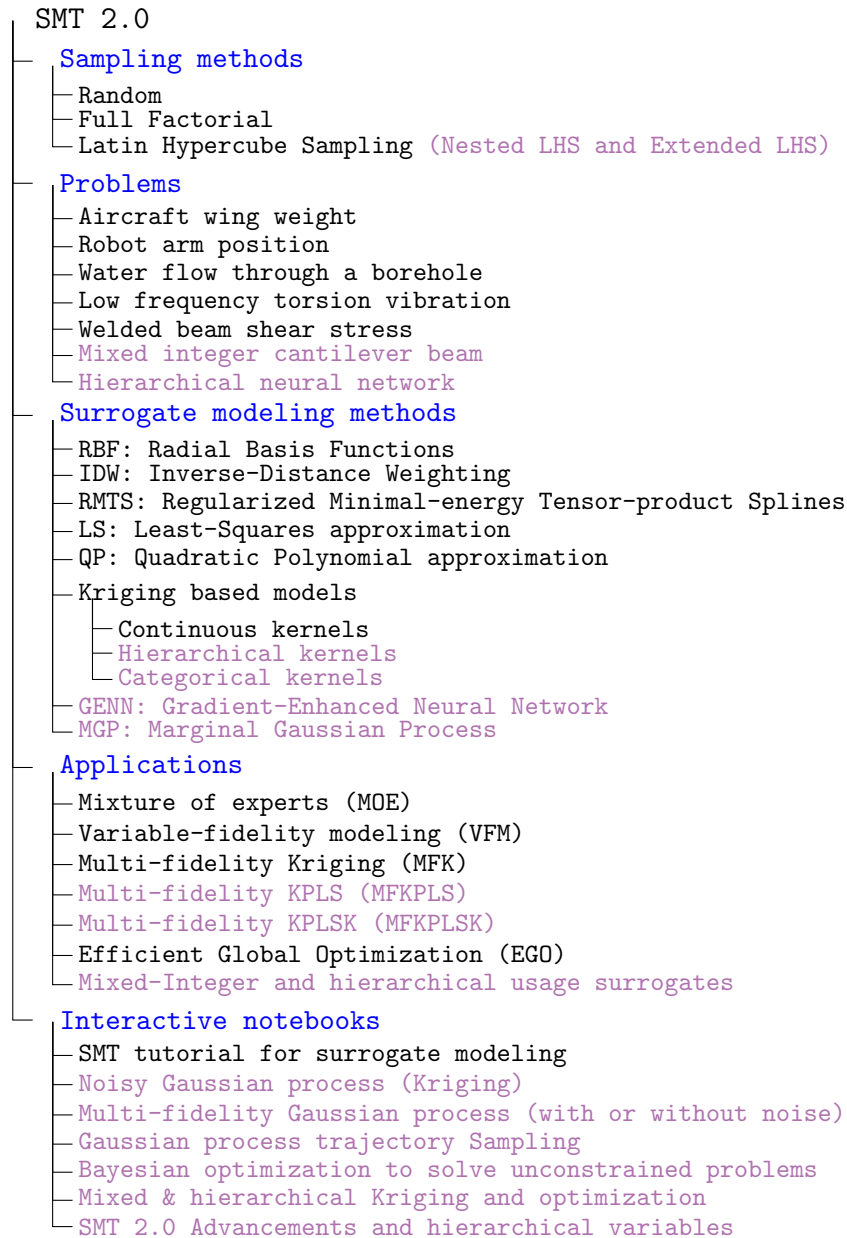 SMT 2.0
Sampling methods
Random
Full Factorial
Latin Hypercube Sampling (Nested LHS and Extended LHS)
Problems
Aircraft wing weight
Robot arm position
Water flow through a borehole
Low frequency torsion vibration
Welded beam shear stress
Mixed integer cantilever beam
Hierarchical neural network
Surrogate modeling methods
RBF: Radial Basis Functions
IDW: Inverse-Distance Weighting
RMTS: Regularized Minimal-energy Tensor-product Splines
LS: Least-Squares approximation
QP: Quadratic Polynomial approximation
Kriging based models
Continuous kernels
Hierarchical kernels
Categorical kernels
GENN: Gradient-Enhanced Neural Network
MGP: Marginal Gaussian Process
Applications
Mixture of experts (MOE)
Variable-fidelity modeling (VFM)
Multi-fidelity Kriging (MFK)
Multi-fidelity KPLS (MFKPLS)
Multi-fidelity KPLSK (MFKPLSK)
Efficient Global Optimization (EGO)
Mixed-Integer and hierarchical usage surrogates
Interactive notebooks
SMT tutorial for surrogate modeling
Noisy Gaussian process (Kriging)
Multi-fidelity Gaussian process (with or without noise)
Gaussian process trajectory Sampling
Bayesian optimization to solve unconstrained problems
Mixed & hierarchical Kriging and optimization
SMT 2.0 Advancements and hierarchical variables